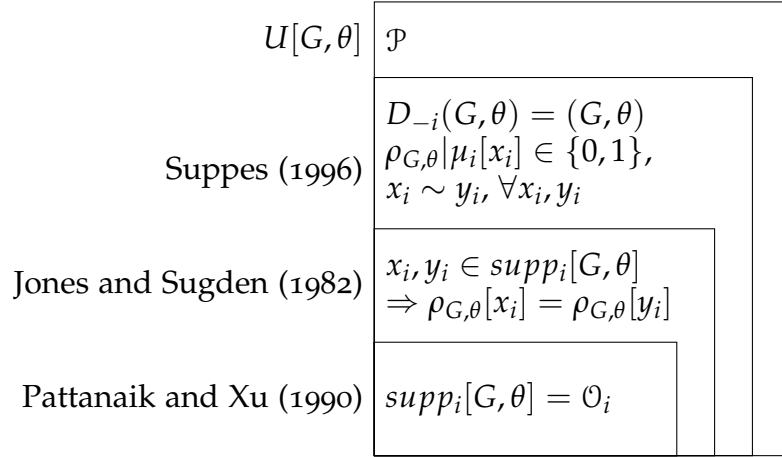 U[G, θ] 𝒫
D₋ᵢ(G, θ) = (G, θ)
Suppes (1996) ρ_{G,θ}|μᵢ[xᵢ] ∈ {0, 1},
xᵢ ∼ yᵢ, ∀xᵢ, yᵢ
Jones and Sugden (1982) xᵢ, yᵢ ∈ suppᵢ[G, θ]
⇒ ρ_{G,θ}[xᵢ] = ρ_{G,θ}[yᵢ]
Pattanaik and Xu (1990) suppᵢ[G, θ] = 𝒪ᵢ